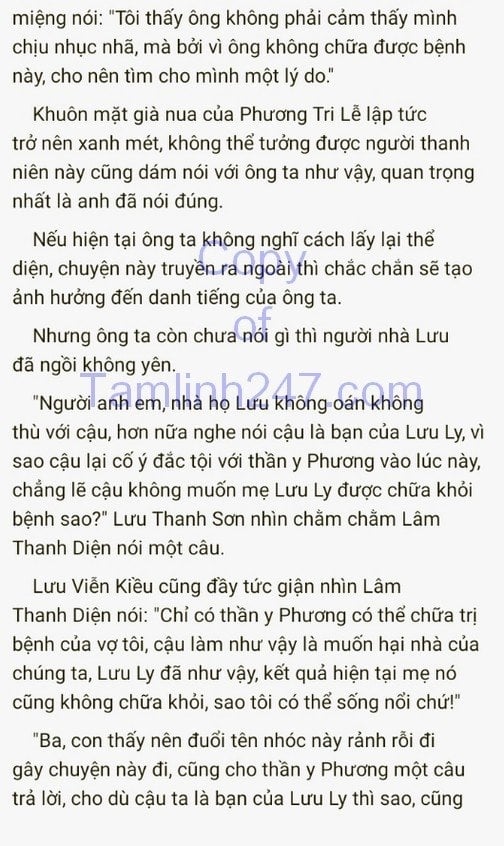 miệng nói: "Tôi thấy ông không phải cảm thấy mình
chịu nhục nhã, mà bởi vì ông không chữa được bệnh
này, cho nên tìm cho mình một lý do."
Khuôn mặt già nua của Phương Tri Lễ lập tức
trở nên xanh mét, không thể tưởng được người thanh
niên này cũng dám nói với ông ta như vậy, quan trọng
nhất là anh đã nói đúng.
Nếu hiện tại ông ta không nghĩ cách lấy lại thể
diện, chuyện này truyền ra ngoài thì chắc chắn sẽ tạo
ảnh hưởng đến danh tiếng của ông ta.
Nhưng ông ta còn chưa nói gì thì người nhà Lưu
đã ngồi không yên.
"Người anh em, nhà họ Lưu không oán không
thù với cậu, hơn nữa nghe nói cậu là bạn của Lưu Ly, vì
sao cậu lại cố ý đắc tội với thần y Phương vào lúc này,
chẳng lẽ cậu không muốn mẹ Lưu Ly được chữa khỏi
bệnh sao?" Lưu Thanh Sơn nhìn chằm chằm Lâm
Thanh Diện nói một câu.
Lưu Viễn Kiều cũng đầy tức giận nhìn Lâm
Thanh Diện nói: "Chỉ có thần y Phương có thể chữa trị
bệnh của vợ tôi, cậu làm như vậy là muốn hại nhà của
chúng ta, Lưu Ly đã như vậy, kết quả hiện tại mẹ nó
cũng không chữa khỏi, sao tôi có thể sống nổi chứ!"
"Ba, con thấy nên đuổi tên nhóc này rảnh rỗi đi
gây chuyện này đi, cũng cho thần y Phương một câu
trả lời, cho dù cậu ta là bạn của Lưu Ly thì sao, cũng
Copy
of
Tamlinh247.com